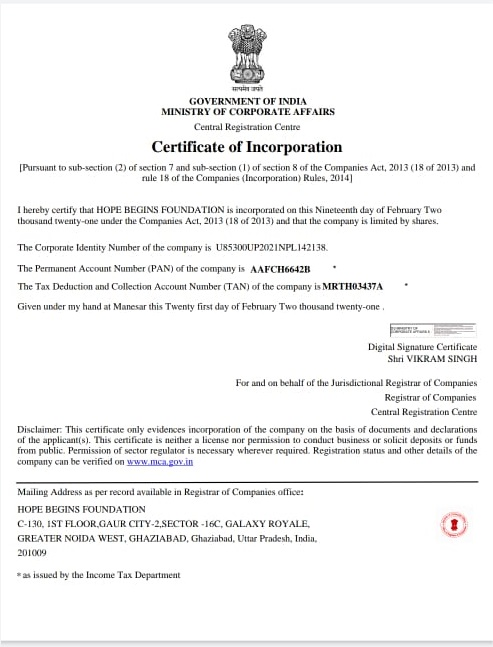 सत्यमेव जयते
GOVERNMENT OF INDIA
MINISTRY OF CORPORATE AFFAIRS
Central Registration Centre
Certificate of Incorporation
[Pursuant to sub-section (2) of section 7 and sub-section (1) of section 8 of the Companies Act, 2013 (18 of 2013) and
rule 18 of the Companies (Incorporation) Rules, 2014]
I hereby certify that HOPE BEGINS FOUNDATION is incorporated on this Nineteenth day of February Two
thousand twenty-one under the Companies Act, 2013 (18 of 2013) and that the company is limited by shares.
The Corporate Identity Number of the company is U85300UP2021NPL142138.
The Permanent Account Number (PAN) of the company is AAFCH6642B *
The Tax Deduction and Collection Account Number (TAN) of the company is MRTH03437A *
Given under my hand at Manesar this Twenty first day of February Two thousand twenty-one .
Digital Signature Certificate
Shri VIKRAM SINGH
For and on behalf of the Jurisdictional Registrar of Companies
Registrar of Companies
Central Registration Centre
Disclaimer: This certificate only evidences incorporation of the company on the basis of documents and declarations
of the applicant(s). This certificate is neither a license nor permission to conduct business or solicit deposits or funds
from public. Permission of sector regulator is necessary wherever required. Registration status and other details of the
company can be verified on www.mca.gov.in
Mailing Address as per record available in Registrar of Companies office:
HOPE BEGINS FOUNDATION
C-130, 1ST FLOOR,GAUR CITY-2,SECTOR -16C, GALAXY ROYALE,
GREATER NOIDA WEST, GHAZIABAD, Ghaziabad, Uttar Pradesh, India,
201009
* as issued by the Income Tax Department